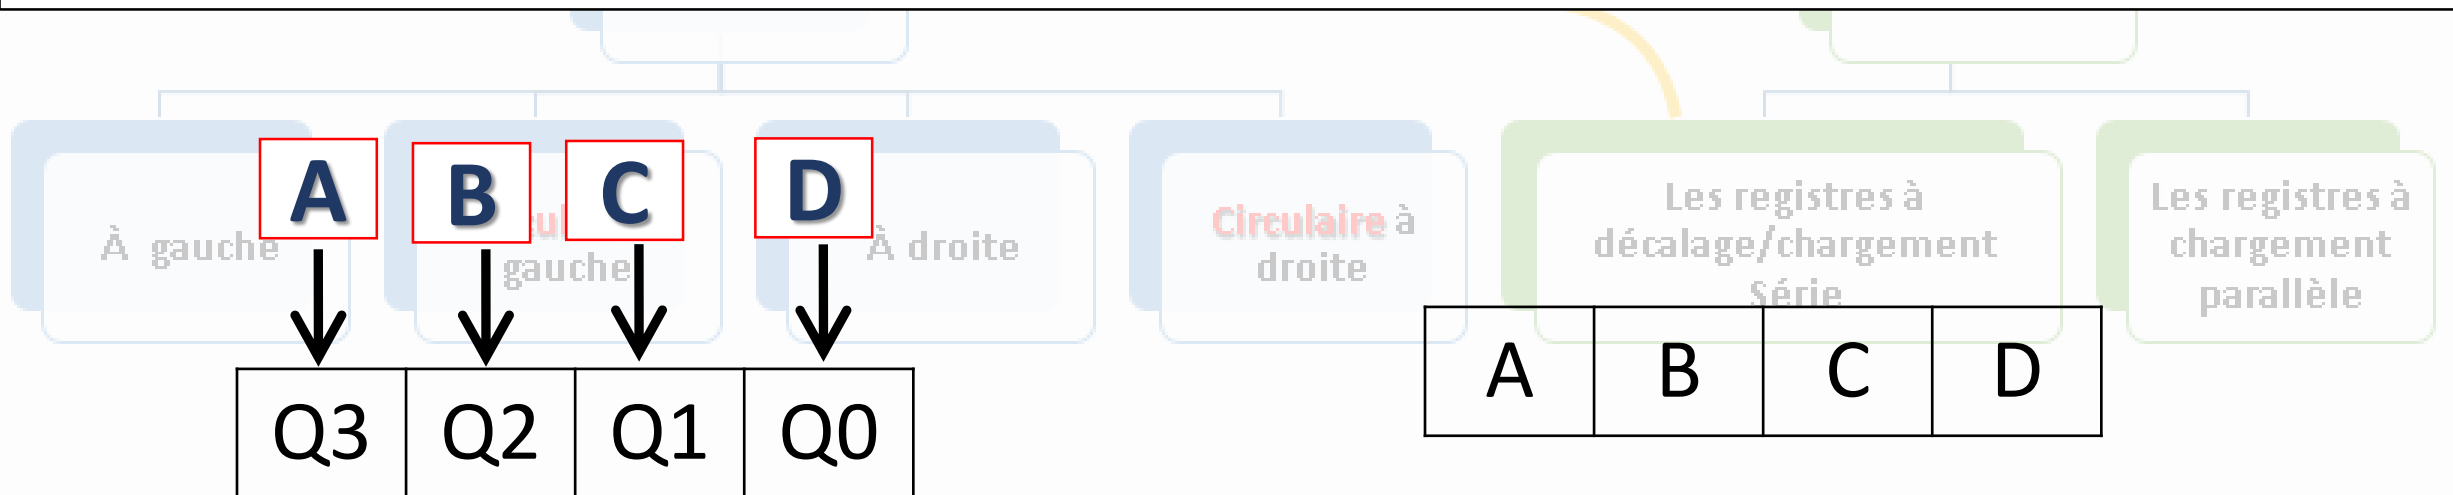 À gauche
gauche
À droite
Circulaire à
droite
Les registres à
décalage/chargement
Série
Les registres à
chargement
parallèle
A B C D
Q3 Q2 Q1 Q0
A B C D